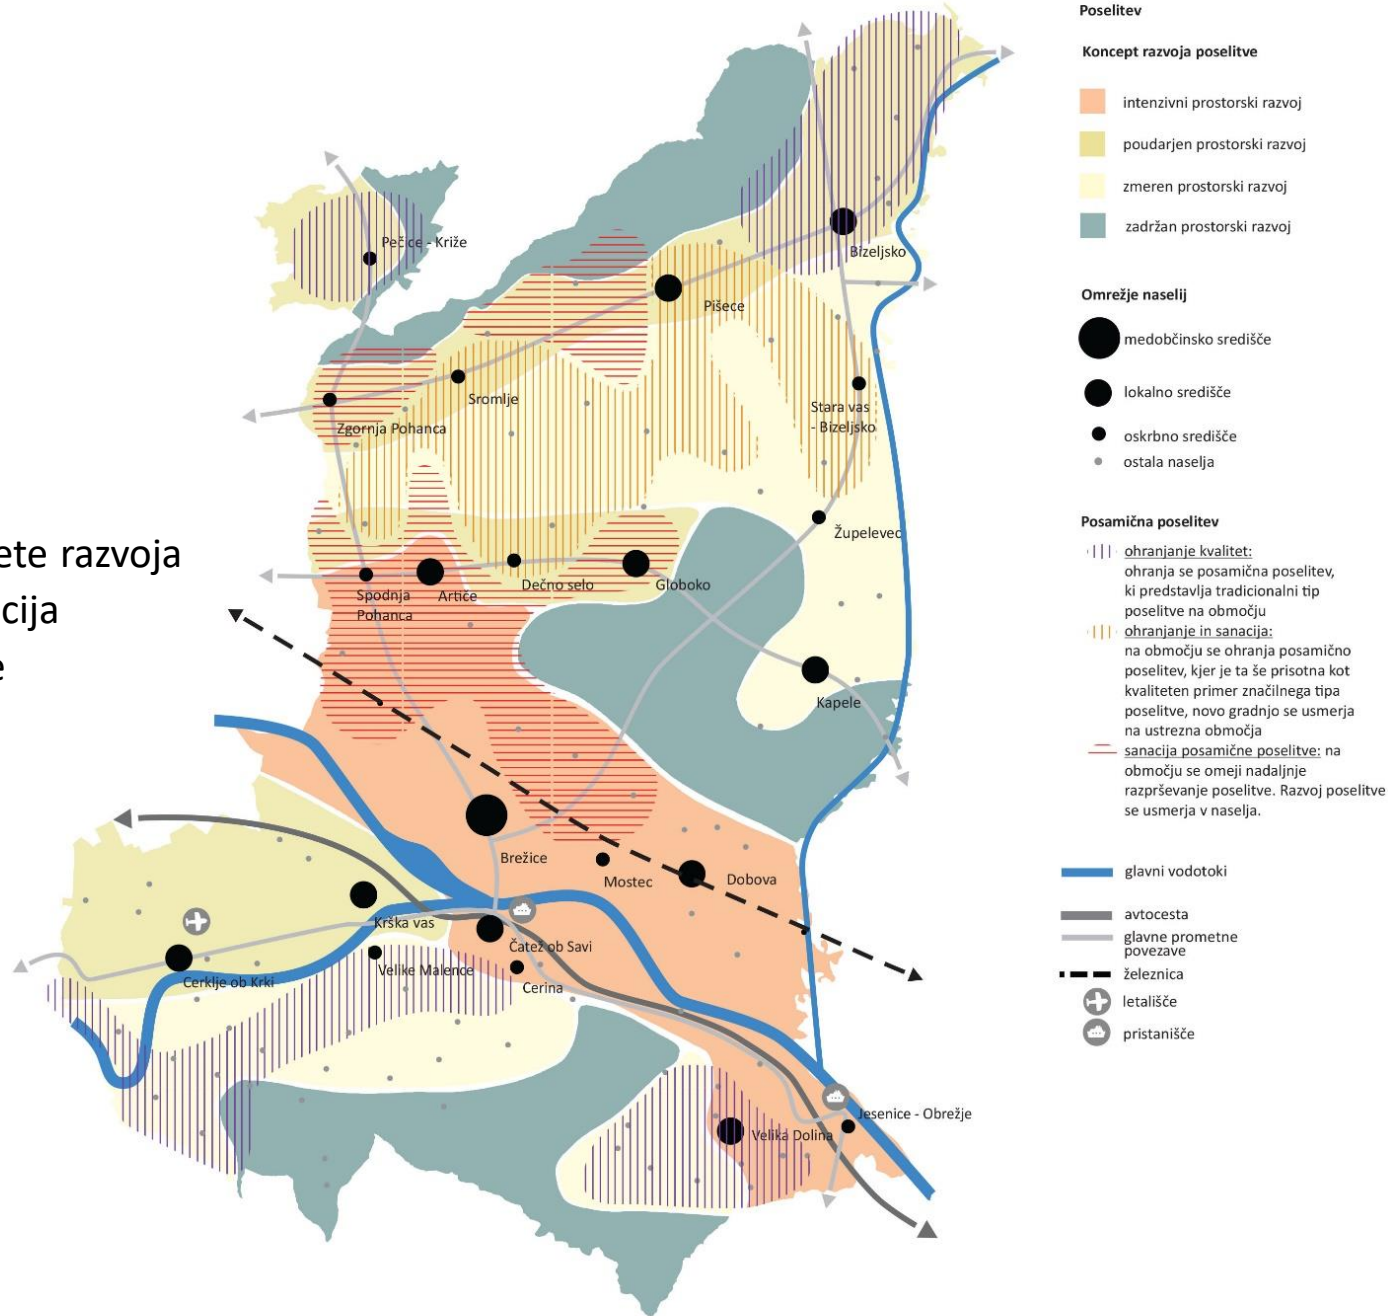 ete razvoja
cija
e
Pečice - Križe
Bizeljsko
Pišece
Sromlje
Stara vas
- Bizeljsko
Zgornja Pohanca
Župelevec
Dečno selo
Globoko
Spodnja
Pohanca
Artiče
Kapele
Brežice
Mostec
Dobova
Krška vas
Čatež ob Savi
Velike Malence
Cerklje ob Krki
Cerina
Jesenice - Obrežje
Velika Dolina
Poselitev
Koncept razvoja poselitve
intenzivni prostorski razvoj
poudarjen prostorski razvoj
zmeren prostorski razvoj
zadržan prostorski razvoj
Omrežje naselij
medobčinsko središče
lokalno središče
oskrbno središče
ostala naselja
Posamična poselitev
ohranjanje kvalitet:
ohranja se posamična poselitev,
ki predstavlja tradicionalni tip
poselitve na območju
ohranjanje in sanacija:
na območju se ohranja posamično
poselitev, kjer je ta še prisotna kot
kvaliteten primer značilnega tipa
poselitve, novo gradnjo se usmerja
na ustrezna območja
sanacija posamične poselitve: na
območju se omeji nadaljnje
razprševanje poselitve. Razvoj poselitve
se usmerja v naselja.
glavni vodotoki
avtocesta
glavne prometne
povezave
železnica
letališče
pristanišče